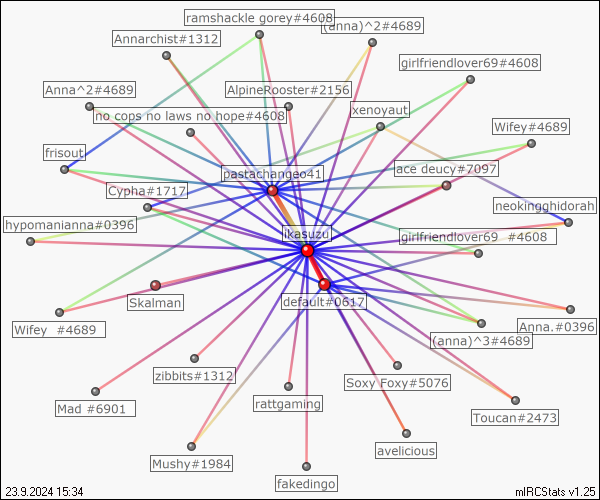 ramshackle gorey#4608
(anna)^2#4689
Annarchist#1312
girlfriendlover69#4608
Anna^2#4689
AlpineRooster#2156
xenoyaut
no cops no laws no hope#4608
Wifey#4689
frisout
pastachangeo41
ace deucy#7097
Cypha#1717
neokingghidorah
hypomanianna#0396
ikasuzu
girlfriendlover69 #4608
Skalman
default#0617
Wifey #4689
Anna.#0396
(anna)^3#4689
zibbits#1312
Soxy Foxy#5076
Mad #6901
rattgaming
Toucan#2473
avelicious
Mushy#1984
fakedingo
23.9.2024 15:34
mIRCStats v1.25